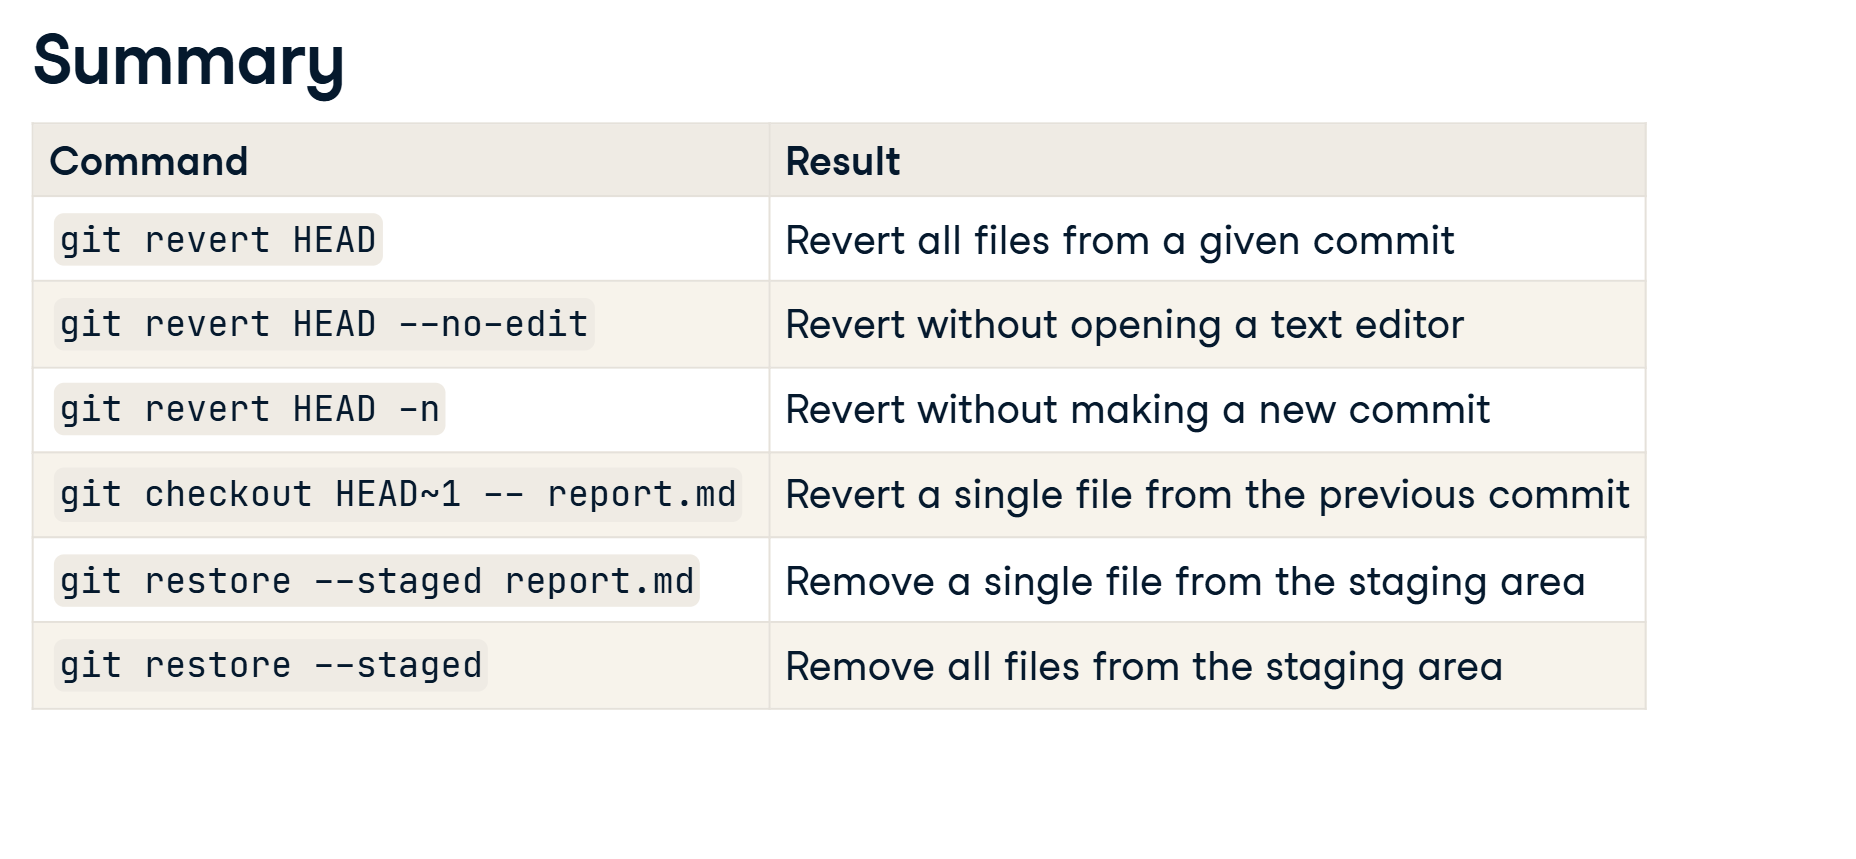 Summary
Command Result
git revert HEAD Revert all files from a given commit
git revert HEAD --no-edit Revert without opening a text editor
git revert HEAD -n Revert without making a new commit
git checkout HEAD~1 -- report.md Revert a single file from the previous commit
git restore --staged report.md Remove a single file from the staging area
git restore --staged Remove all files from the staging area